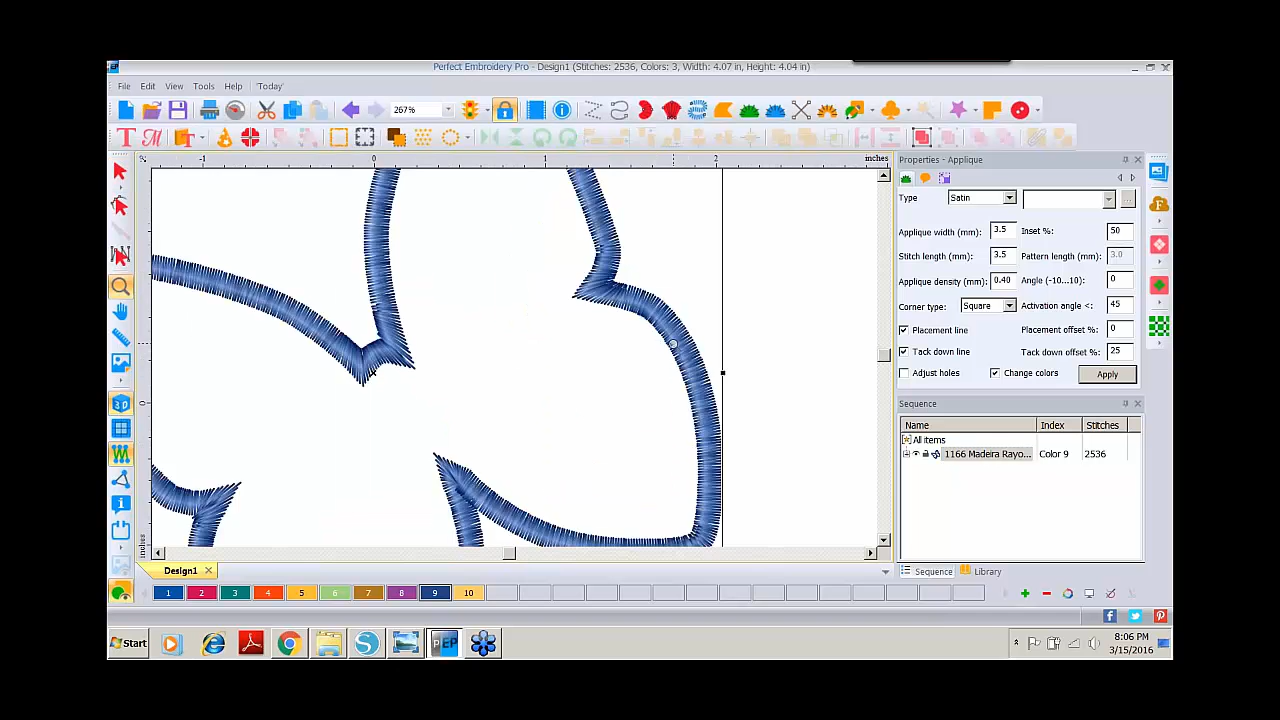 Perfect Embroidery Pro - Design1 (Stitches: 2536, Colors: 3, Width: 4.07 in, Height: 4.04 in)
File Edit View Tools Help 'Today'
267%
-1 0 1 2 inches
Properties - Applique
Type Satin
Applique width (mm): 3.5 Inset %: 50
Stitch length (mm): 3.5 Pattern length (mm): 3.0
Applique density (mm): 0.40 Angle (-10...10): 0
Corner type: Square Activation angle <: 45
Placement line Placement offset %: 0
Tack down line Tack down offset %: 25
Adjust holes Change colors Apply
Sequence
Name Index Stitches
All items
1166 Madeira Rayo... Color 9 2536
0
inches
Design1
Sequence Library
1 2 3 4 5 6 7 8 9 10
Start
PEP
8:06 PM
3/15/2016